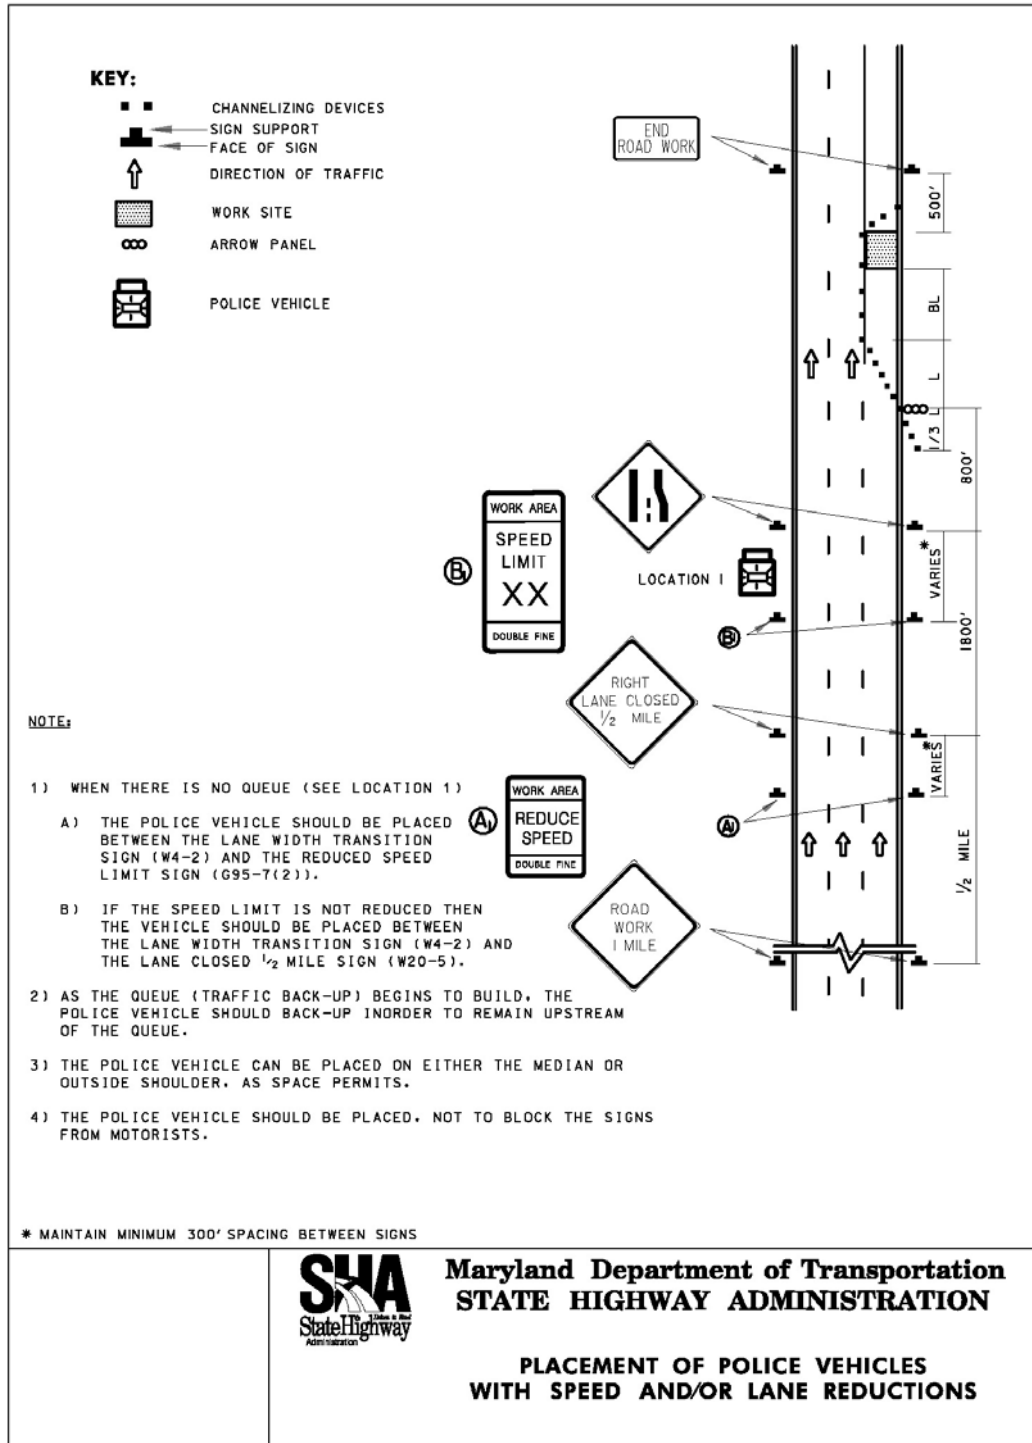 KEY:
CHANNELIZING DEVICES
SIGN SUPPORT
FACE OF SIGN
DIRECTION OF TRAFFIC
WORK SITE
ARROW PANEL
POLICE VEHICLE
END
ROAD WORK
500'
BL
L
1/3 L
800'
WORK AREA
SPEED
LIMIT
XX
DOUBLE FINE
B1
LOCATION 1
VARIES*
B1
1800'
RIGHT
LANE CLOSED
1/2 MILE
VARIES*
WORK AREA
REDUCE
SPEED
DOUBLE FINE
A1
A1
1/2 MILE
ROAD
WORK
1 MILE
NOTE:
1) WHEN THERE IS NO QUEUE (SEE LOCATION 1)
A) THE POLICE VEHICLE SHOULD BE PLACED
BETWEEN THE LANE WIDTH TRANSITION
SIGN (W4-2) AND THE REDUCED SPEED
LIMIT SIGN (G95-7(2)).
B) IF THE SPEED LIMIT IS NOT REDUCED THEN
THE VEHICLE SHOULD BE PLACED BETWEEN
THE LANE WIDTH TRANSITION SIGN (W4-2) AND
THE LANE CLOSED 1/2 MILE SIGN (W20-5).
2) AS THE QUEUE (TRAFFIC BACK-UP) BEGINS TO BUILD, THE
POLICE VEHICLE SHOULD BACK-UP INORDER TO REMAIN UPSTREAM
OF THE QUEUE.
3) THE POLICE VEHICLE CAN BE PLACED ON EITHER THE MEDIAN OR
OUTSIDE SHOULDER, AS SPACE PERMITS.
4) THE POLICE VEHICLE SHOULD BE PLACED, NOT TO BLOCK THE SIGNS
FROM MOTORISTS.
* MAINTAIN MINIMUM 300' SPACING BETWEEN SIGNS
SHA
StateHighway
Administration
Maryland Department of Transportation
STATE HIGHWAY ADMINISTRATION
PLACEMENT OF POLICE VEHICLES
WITH SPEED AND/OR LANE REDUCTIONS